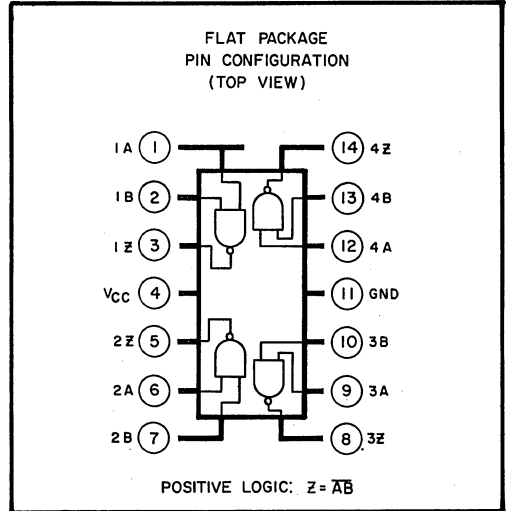 FLAT PACKAGE
PIN CONFIGURATION
(TOP VIEW)
1A 1 14 4Z
1B 2 13 4B
1Z 3 12 4A
VCC 4 11 GND
2Z 5 10 3B
2A 6 9 3A
2B 7 8 3Z
POSITIVE LOGIC: Z = A̅B̅